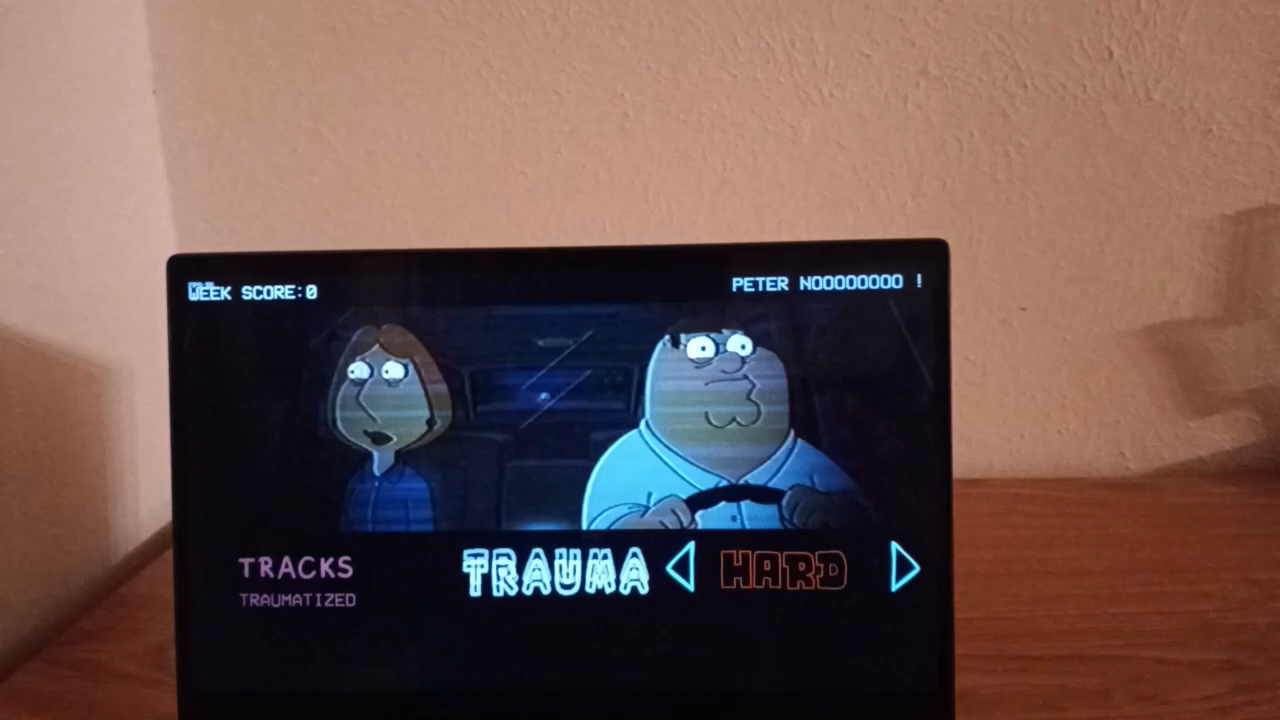 WEEK SCORE:0
PETER NOOOOOOOO !
TRACKS
TRAUMATIZED
TRAUMA
HARD